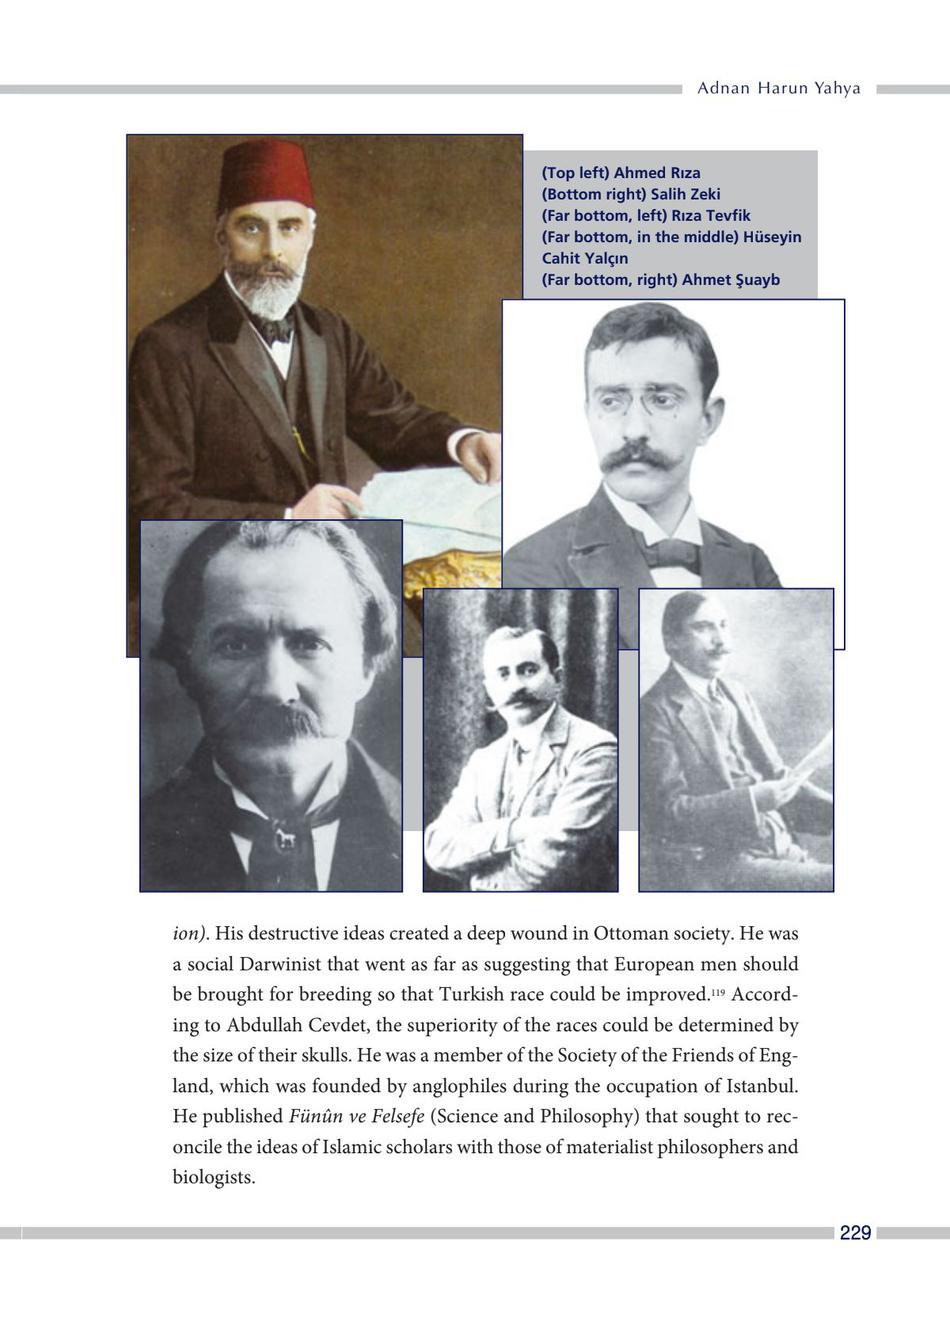 Adnan Harun Yahya
(Top left) Ahmed Rıza
(Bottom right) Salih Zeki
(Far bottom, left) Rıza Tevfik
(Far bottom, in the middle) Hüseyin
Cahit Yalçın
(Far bottom, right) Ahmet Şuayb
ion). His destructive ideas created a deep wound in Ottoman society. He was
a social Darwinist that went as far as suggesting that European men should
be brought for breeding so that Turkish race could be improved.119 Accord-
ing to Abdullah Cevdet, the superiority of the races could be determined by
the size of their skulls. He was a member of the Society of the Friends of Eng-
land, which was founded by anglophiles during the occupation of Istanbul.
He published Fünûn ve Felsefe (Science and Philosophy) that sought to rec-
oncile the ideas of Islamic scholars with those of materialist philosophers and
biologists.
229